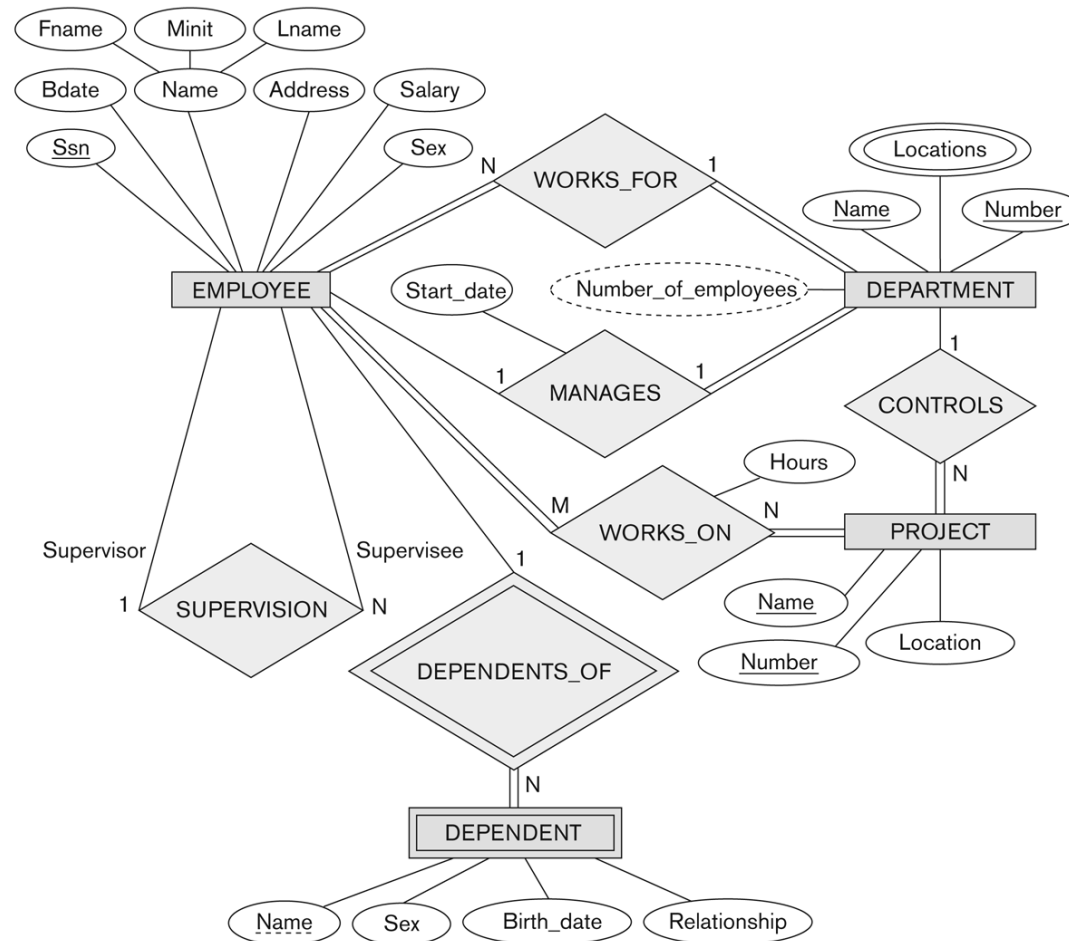 Fname
Minit
Lname
Bdate
Name
Address
Salary
Ssn
Sex
N
WORKS_FOR
1
Locations
Name
Number
EMPLOYEE
Start_date
Number_of_employees
DEPARTMENT
1
MANAGES
1
1
CONTROLS
N
Hours
M
WORKS_ON
N
PROJECT
Supervisor
Supervisee
1
SUPERVISION
N
1
Name
Number
Location
DEPENDENTS_OF
N
DEPENDENT
Name
Sex
Birth_date
Relationship